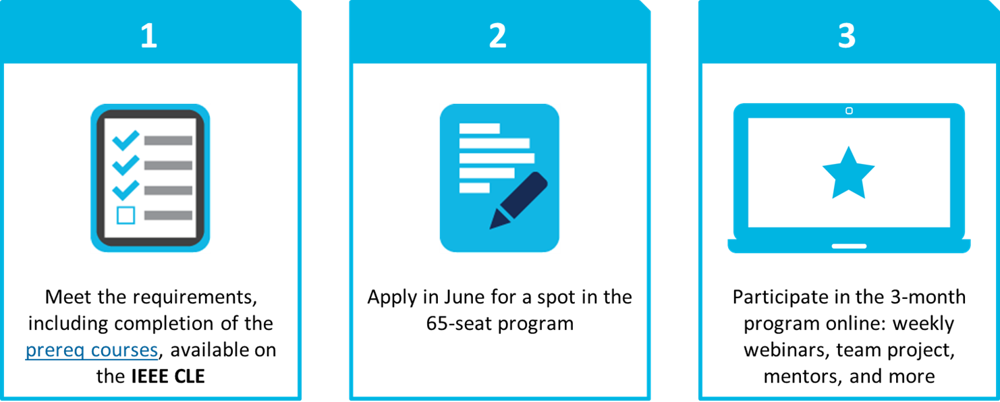 1
Meet the requirements,
including completion of the
prereq courses, available on
the IEEE CLE
2
Apply in June for a spot in the
65-seat program
3
Participate in the 3-month
program online: weekly
webinars, team project,
mentors, and more